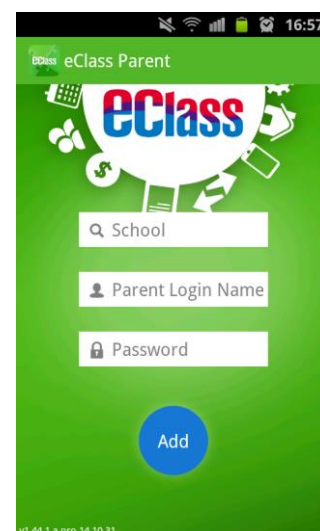 16:57
eClass eClass Parent
eClass
$
School
Parent Login Name
Password
Add